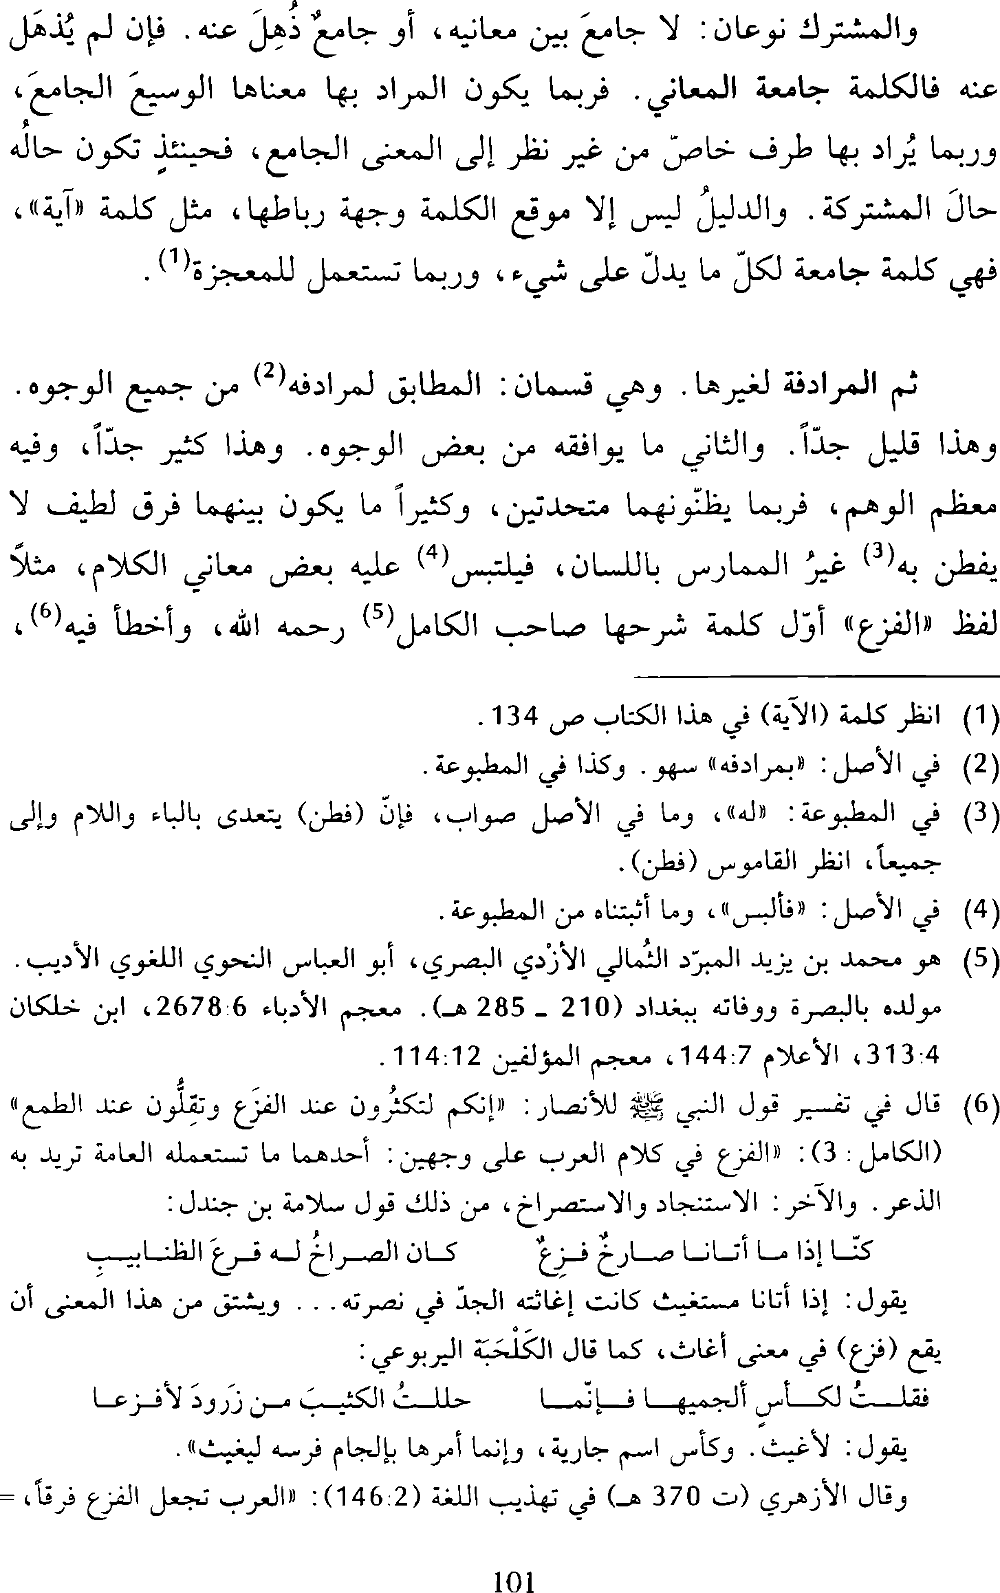 والمشترك نوعان: لا جامعَ بين معانيه، أو جامعٌ ذُهِلَ عنه. فإن لم يُذهَل
عنه فالكلمة جامعة المعاني. فربما يكون المراد بها معناها الوسيعَ الجامعَ،
وربما يُراد بها طرف خاصّ من غير نظر إلى المعنى الجامع، فحينئذٍ تكون حالُه
حالَ المشتركة. والدليلُ ليس إلا موقع الكلمة وجهة رباطها، مثل كلمة «آية»،
فهي كلمة جامعة لكلّ ما يدلّ على شيء، وربما تستعمل للمعجزة(1).
ثم المرادفة لغيرها. وهي قسمان: المطابق لمرادفه(2) من جميع الوجوه.
وهذا قليل جدّاً. والثاني ما يوافقه من بعض الوجوه. وهذا كثير جدّاً، وفيه
معظم الوهم، فربما يظنّونهما متحدتين، وكثيراً ما يكون بينهما فرق لطيف لا
يفطن به(3) غيرُ الممارس باللسان، فيلتبس(4) عليه بعض معاني الكلام، مثلاً
لفظ «الفزع» أوّل كلمة شرحها صاحب الكامل(5) رحمه الله، وأخطأ فيه(6)،
(1) انظر كلمة (الآية) في هذا الكتاب ص 134.
(2) في الأصل: «بمرادفه» سهو. وكذا في المطبوعة.
(3) في المطبوعة: «له»، وما في الأصل صواب، فإنّ (فطن) يتعدى بالباء واللام وإلى
جميعاً، انظر القاموس (فطن).
(4) في الأصل: «فألبس»، وما أثبتناه من المطبوعة.
(5) هو محمد بن يزيد المبرّد الثُمالي الأزْدي البصري، أبو العباس النحوي اللغوي الأديب.
مولده بالبصرة ووفاته ببغداد (210 ـ 285 هـ). معجم الأدباء 2678:6، ابن خلكان
313:4، الأعلام 144:7، معجم المؤلفين 114:12.
(6) قال في تفسير قول النبي ﷺ للأنصار: «إنكم لتكثُرون عند الفزَع وتقِلُّون عند الطمع»
(الكامل: 3): «الفزع في كلام العرب على وجهين: أحدهما ما تستعمله العامة تريد به
الذعر. والآخر: الاستنجاد والاستصراخ، من ذلك قول سلامة بن جندل:
كنّا إذا ما أتانا صارخٌ فزِعٌ كان الصراخُ له قرعَ الظنابيبِ
يقول: إذا أتانا مستغيث كانت إغاثته الجدّ في نصرته... ويشتق من هذا المعنى أن
يقع (فزع) في معنى أغاث، كما قال الكَلْحَبَة اليربوعي:
فقلتُ لكأسٍ ألجميها فإنّما حللتُ الكثيبَ من زَرودَ لأفزعا
يقول: لأغيث. وكأس اسم جارية، وإنما أمرها بإلجام فرسه ليغيث».
وقال الأزهري (ت 370 هـ) في تهذيب اللغة (146:2): «العرب تجعل الفزع فرقاً، =
101